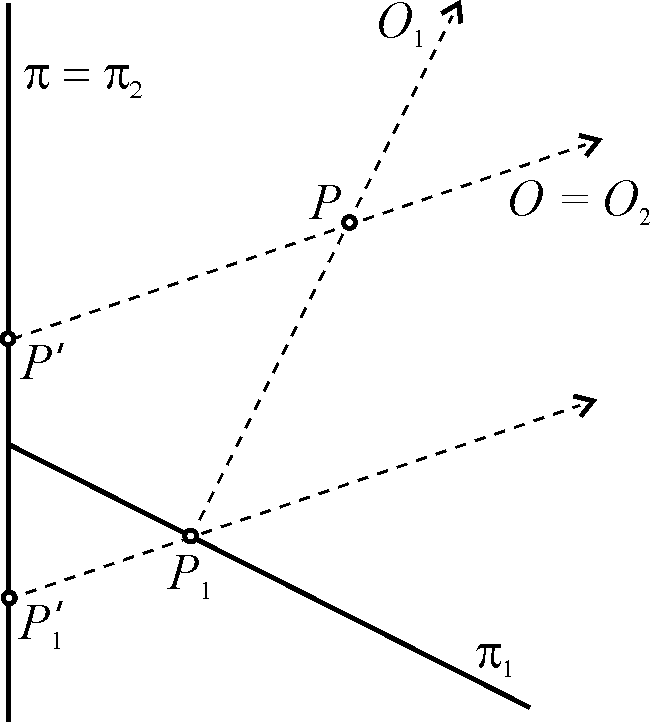 O₁
π = π₂
P
O = O₂
P′
P₁
P′₁
π₁